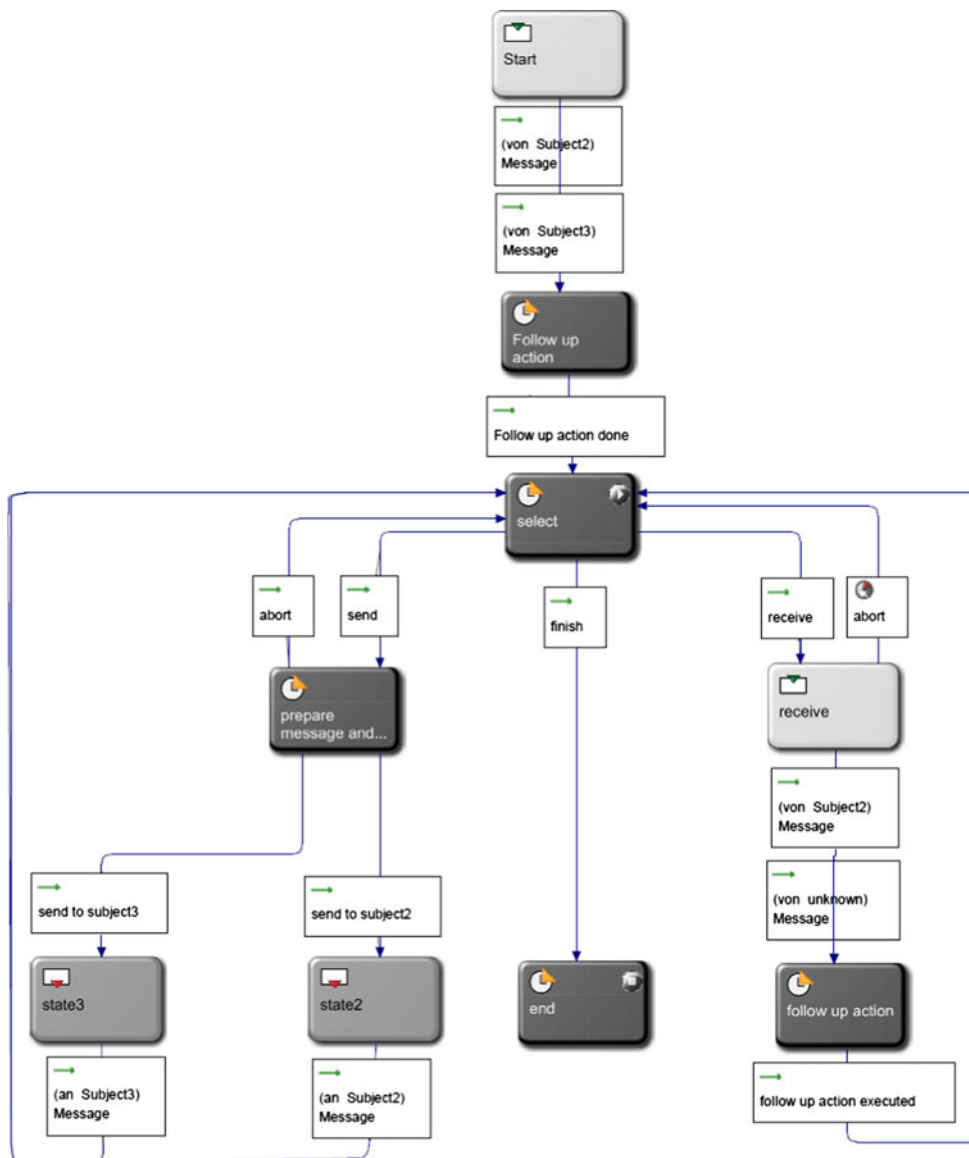 Start
(von Subject2)
Message
(von Subject3)
Message
Follow up
action
Follow up action done
select
abort
send
finish
receive
abort
prepare
message and...
receive
(von Subject2)
Message
(von unknown)
Message
send to subject3
send to subject2
state3
state2
end
follow up action
(an Subject3)
Message
(an Subject2)
Message
follow up action executed